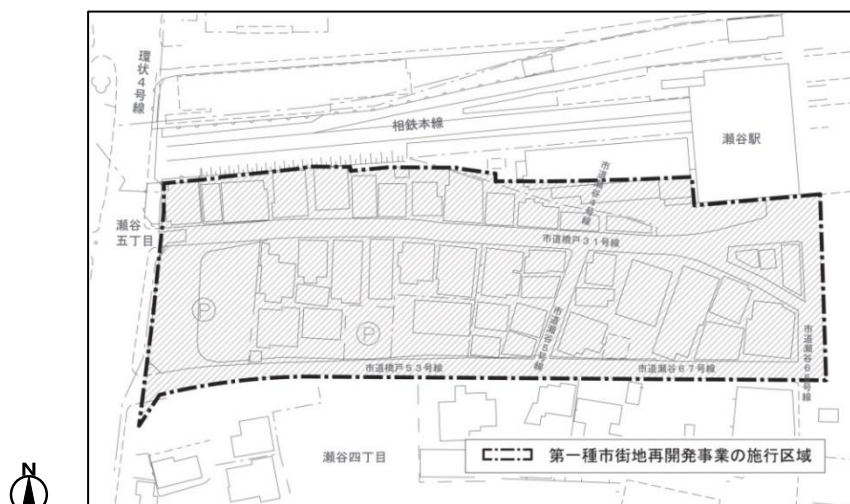 環状4号線
相鉄本線
瀬谷駅
市道瀬谷4号線
瀬谷
五丁目
市道橋戸31号線
P
P
市道瀬谷5号線
市道橋戸53号線
市道瀬谷67号線
市道瀬谷66号線
瀬谷四丁目
第一種市街地再開発事業の施行区域
N